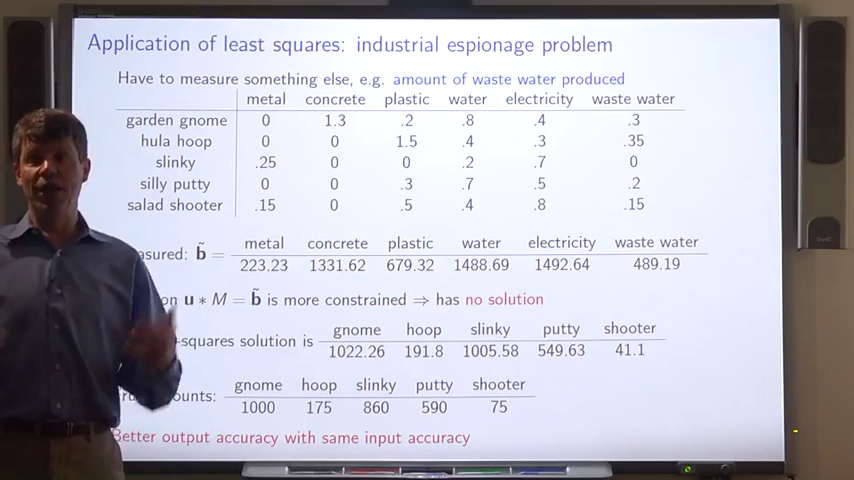 Application of least squares: industrial espionage problem
Have to measure something else, e.g. amount of waste water produced
metal concrete plastic water electricity waste water
garden gnome 0 1.3 .2 .8 .4 .3
hula hoop 0 0 1.5 .4 .3 .35
slinky .25 0 0 .2 .7 0
silly putty 0 0 .3 .7 .5 .2
salad shooter .15 0 .5 .4 .8 .15
metal concrete plastic water electricity waste water
asured: b̃ = 223.23 1331.62 679.32 1488.69 1492.64 489.19
on u * M = b̃ is more constrained ⇒ has no solution
gnome hoop slinky putty shooter
-squares solution is 1022.26 191.8 1005.58 549.63 41.1
gnome hoop slinky putty shooter
ounts: 1000 175 860 590 75
Better output accuracy with same input accuracy